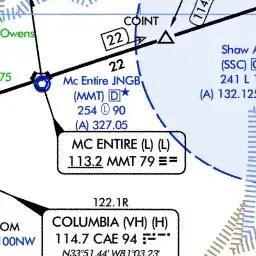 COINT
114
Owens
22
Shaw A
(SSC) D
241 L 1
(A) 132.125
22
75
Mc Entire JNGB
(MMT) D★
254 Ⓛ 90
(A) 327.05
MC ENTIRE (L) (L)
113.2 MMT 79
122.1R
OM
00NW
COLUMBIA (VH) (H)
114.7 CAE 94
N33°51.44' W81°03.23'